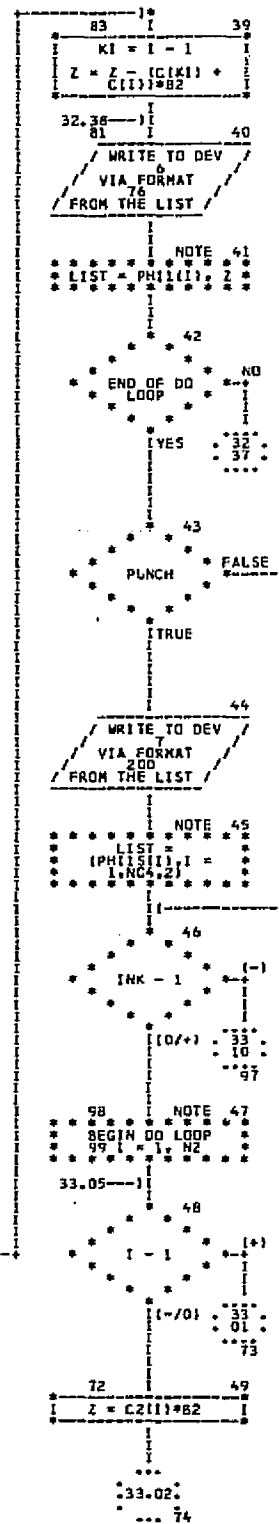 83 39
KI = I - 1
Z = Z - (C(KI) +
C(I))*B2
32.38---)
81 40
WRITE TO DEV
6
VIA FORMAT
76
FROM THE LIST
NOTE 41
LIST = PHI1(I), Z
42
END OF DO
LOOP
NO
YES
32
37
43
PUNCH
FALSE
TRUE
44
WRITE TO DEV
7
VIA FORMAT
200
FROM THE LIST
NOTE 45
LIST =
(PHI1S(I),I =
1,NC4,2)
46
INK - 1
(-)
(0/+)
33
10
97
98 NOTE 47
BEGIN DO LOOP
99 I = 1, N2
33.05---)
48
I - 1
(+)
(-/0)
33
01
73
72 49
Z = C2(I)*B2
33.02.
74